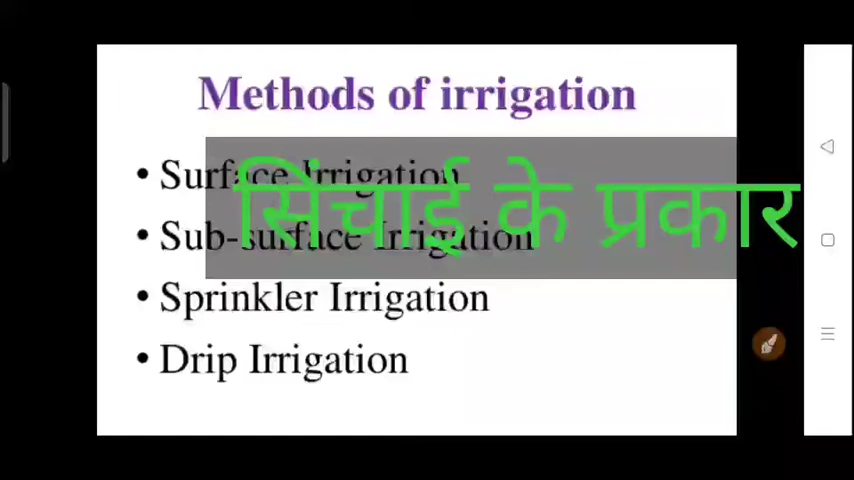 Methods of irrigation
• Surface Irrigation
सिंचाई के प्रकार
• Sub-surface Irrigation
• Sprinkler Irrigation
• Drip Irrigation